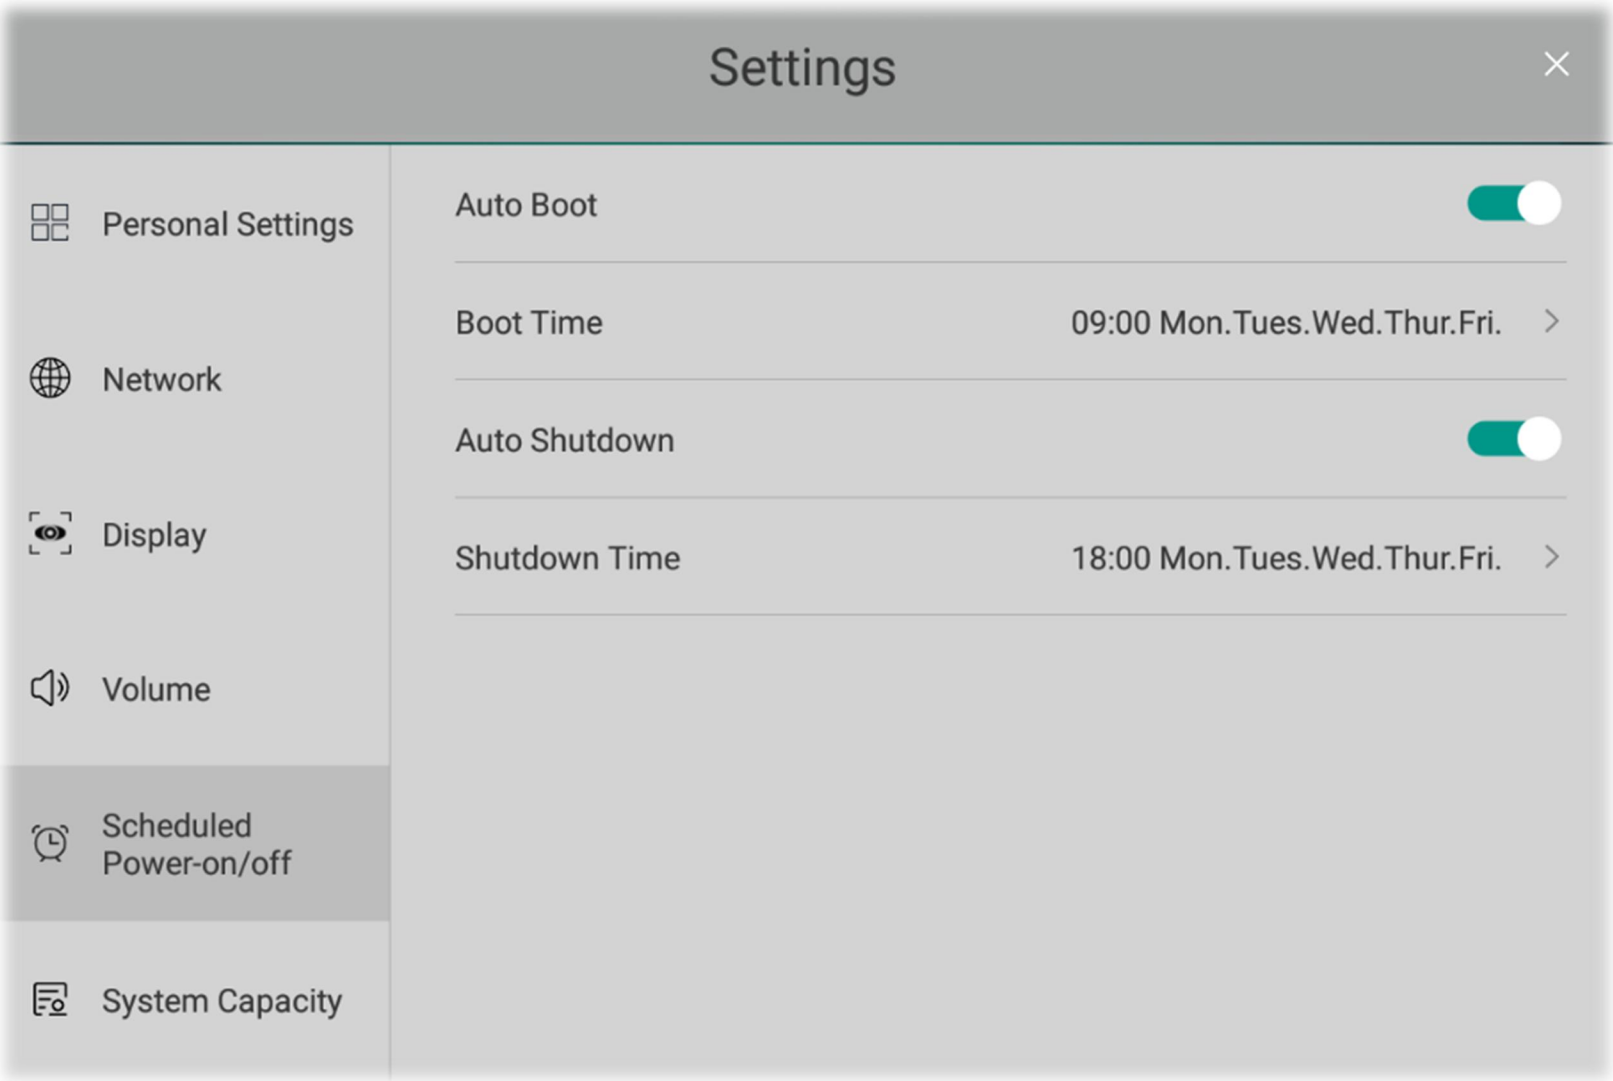 Settings
Personal Settings
Network
Display
Volume
Scheduled
Power-on/off
System Capacity
Auto Boot
Boot Time 09:00 Mon.Tues.Wed.Thur.Fri.
Auto Shutdown
Shutdown Time 18:00 Mon.Tues.Wed.Thur.Fri.